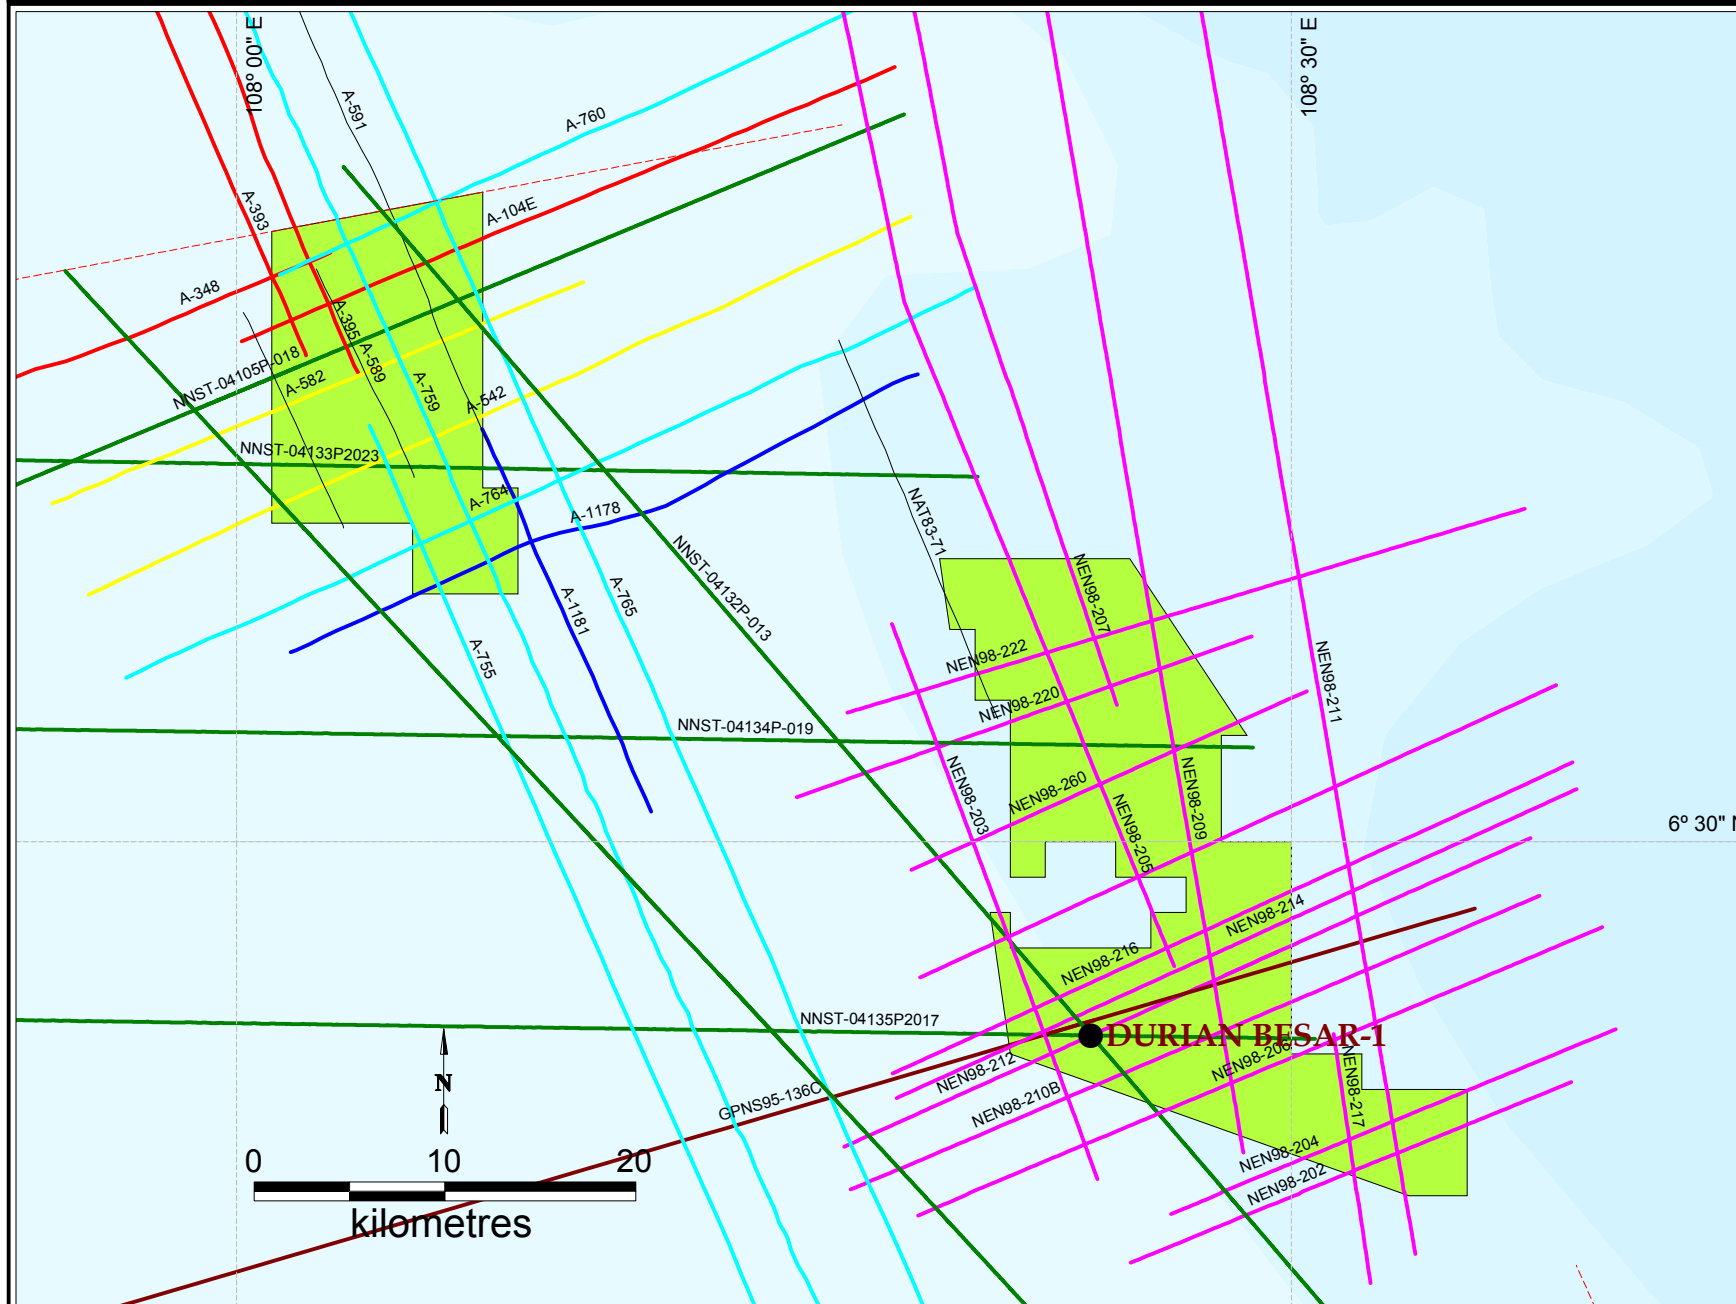 108º 00" E
108º 30" E
A-591
A-760
A-393
A-104E
A-348
A-395
A-589
NNST-04105P-018
A-582
A-759
A-542
NNST-04133P2023
A-764
A-1178
NAT83-71
NNST-04132P-013
NEN98-207
A-765
A-1181
A-755
NEN98-222
NEN98-211
NEN98-220
NNST-04134P-019
NEN98-203
NEN98-260
NEN98-209
NEN98-205
6º 30" N
NEN98-214
NEN98-216
NNST-04135P2017
DURIAN BESAR-1
NEN98-206
NEN98-212
NEN98-217
N
GPNS95-136C
NEN98-210B
NEN98-204
NEN98-202
0 10 20
kilometres